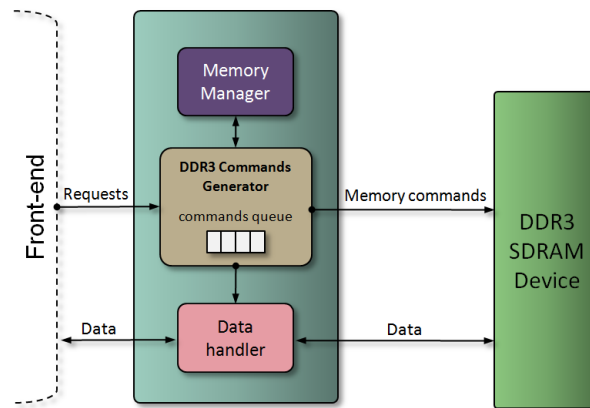 Memory
Manager
DDR3 Commands
Generator
commands queue
Front-end
Requests
Memory commands
DDR3
SDRAM
Device
Data
Data
handler
Data